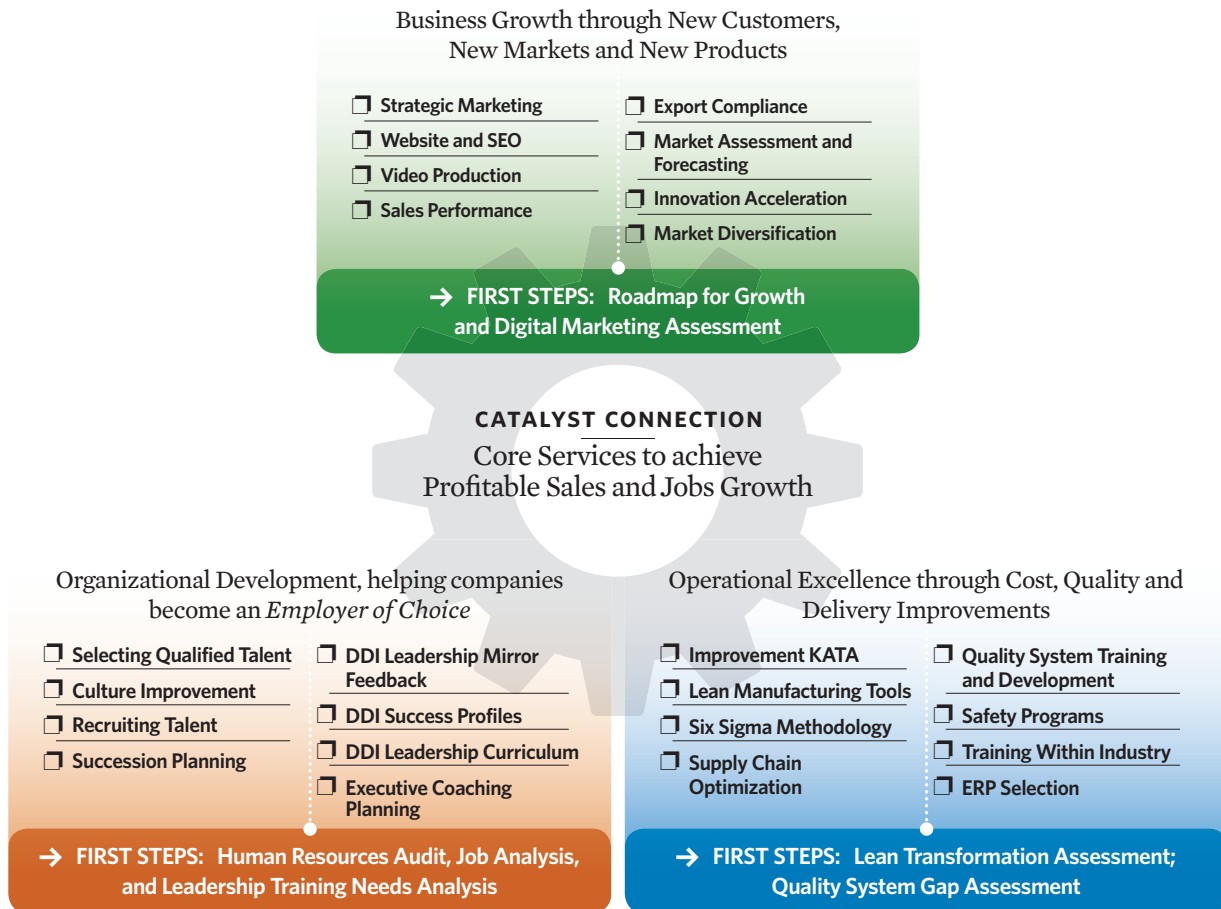 Business Growth through New Customers,
New Markets and New Products
Strategic Marketing
Website and SEO
Video Production
Sales Performance
Export Compliance
Market Assessment and
Forecasting
Innovation Acceleration
Market Diversification
→ FIRST STEPS: Roadmap for Growth
and Digital Marketing Assessment
CATALYST CONNECTION
Core Services to achieve
Profitable Sales and Jobs Growth
Organizational Development, helping companies
become an Employer of Choice
Selecting Qualified Talent
Culture Improvement
Recruiting Talent
Succession Planning
DDI Leadership Mirror
Feedback
DDI Success Profiles
DDI Leadership Curriculum
Executive Coaching
Planning
→ FIRST STEPS: Human Resources Audit, Job Analysis,
and Leadership Training Needs Analysis
Operational Excellence through Cost, Quality and
Delivery Improvements
Improvement KATA
Lean Manufacturing Tools
Six Sigma Methodology
Supply Chain
Optimization
Quality System Training
and Development
Safety Programs
Training Within Industry
ERP Selection
→ FIRST STEPS: Lean Transformation Assessment;
Quality System Gap Assessment